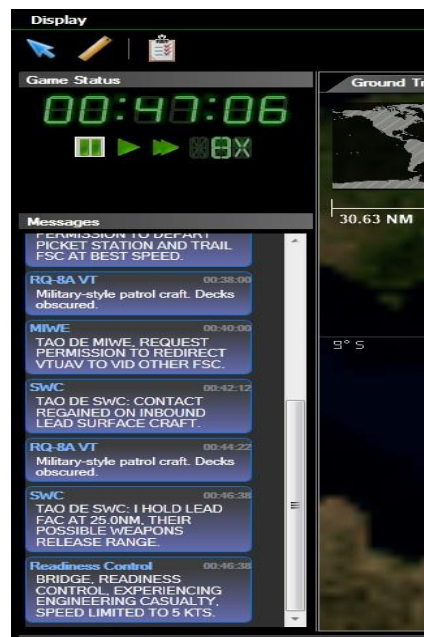 Display
Game Status
00:47:06
8X
Messages
PERMISSION TO DEPART
PICKET STATION AND TRAIL
FSC AT BEST SPEED.
RQ-8A VT 00:38:00
Military-style patrol craft. Decks
obscured.
MIWE 00:40:00
TAO DE MIWE, REQUEST
PERMISSION TO REDIRECT
VTUAV TO VID OTHER FSC.
SWC 00:42:12
TAO DE SWC: CONTACT
REGAINED ON INBOUND
LEAD SURFACE CRAFT.
RQ-8A VT 00:44:22
Military-style patrol craft. Decks
obscured.
SWC 00:46:38
TAO DE SWC: I HOLD LEAD
FAC AT 25.0NM, THEIR
POSSIBLE WEAPONS
RELEASE RANGE.
Readiness Control 00:46:38
BRIDGE, READINESS
CONTROL, EXPERIENCING
ENGINEERING CASUALTY,
SPEED LIMITED TO 5 KTS.
Ground Tr
30.63 NM
9° S